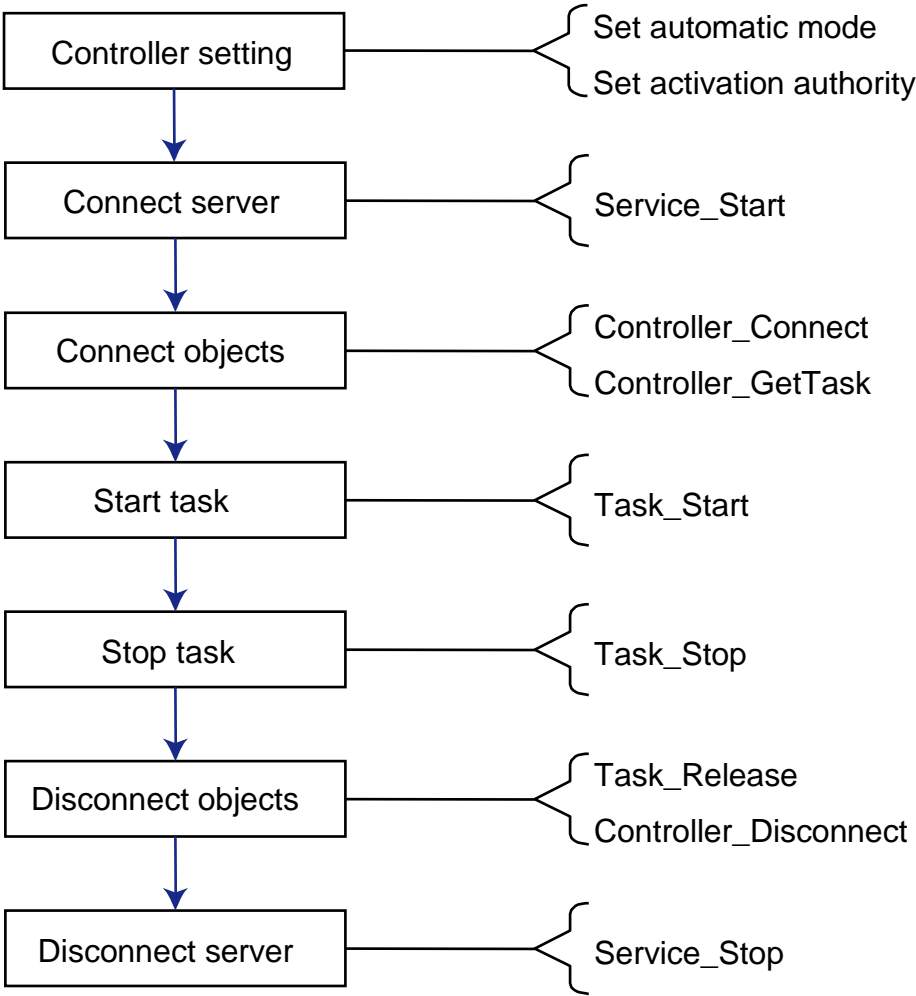 Controller setting
Set automatic mode
Set activation authority
Connect server
Service_Start
Connect objects
Controller_Connect
Controller_GetTask
Start task
Task_Start
Stop task
Task_Stop
Disconnect objects
Task_Release
Controller_Disconnect
Disconnect server
Service_Stop